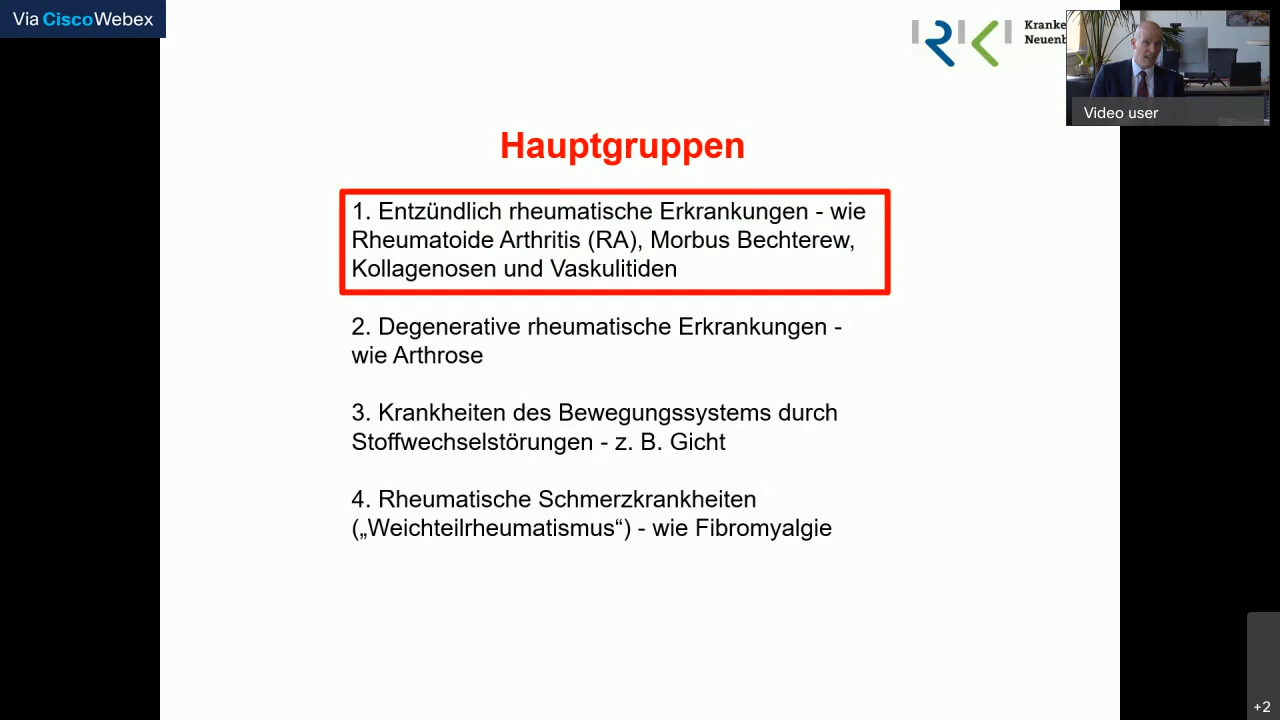 Via Cisco Webex
Kranke
Neuenb
Video user
Hauptgruppen
1. Entzündlich rheumatische Erkrankungen - wie
Rheumatoide Arthritis (RA), Morbus Bechterew,
Kollagenosen und Vaskulitiden
2. Degenerative rheumatische Erkrankungen -
wie Arthrose
3. Krankheiten des Bewegungssystems durch
Stoffwechselstörungen - z. B. Gicht
4. Rheumatische Schmerzkrankheiten
(„Weichteilrheumatismus“) - wie Fibromyalgie
+2